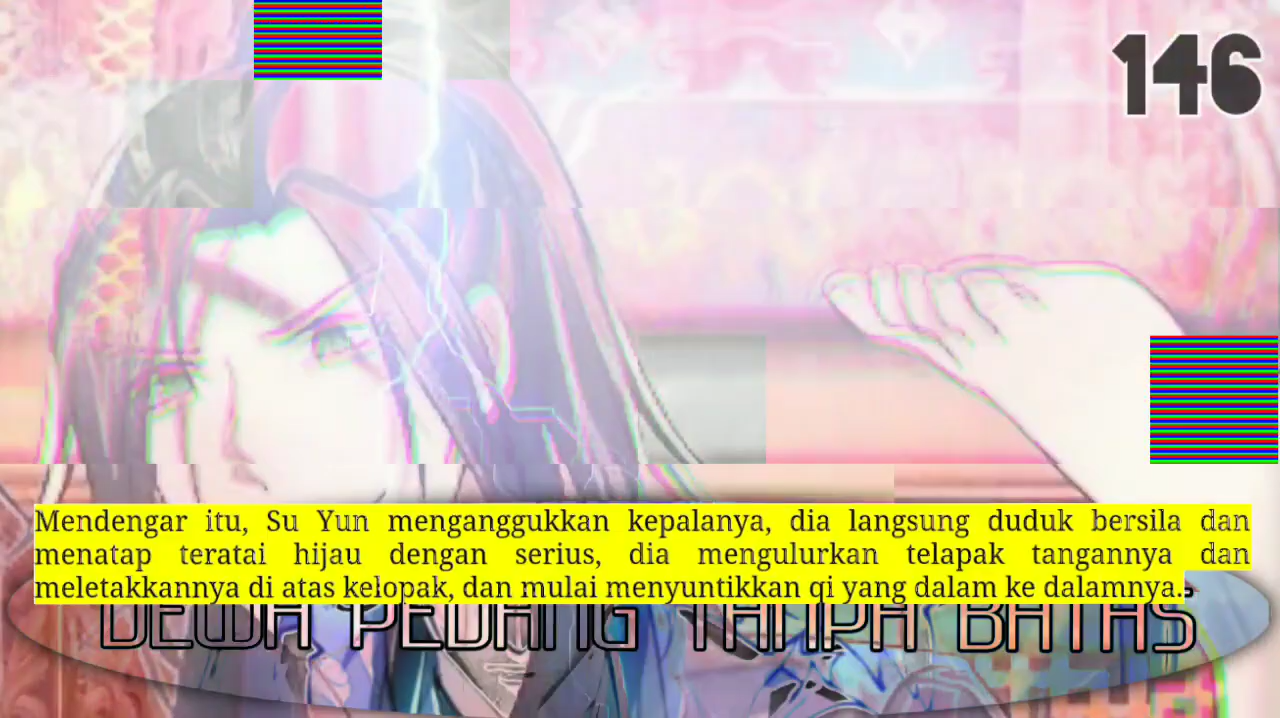 146
Mendengar itu, Su Yun menganggukkan kepalanya, dia langsung duduk bersila dan
menatap teratai hijau dengan serius, dia mengulurkan telapak tangannya dan
meletakkannya di atas kelopak, dan mulai menyuntikkan qi yang dalam ke dalamnya.
DEWA PEDANG TANPA BATAS